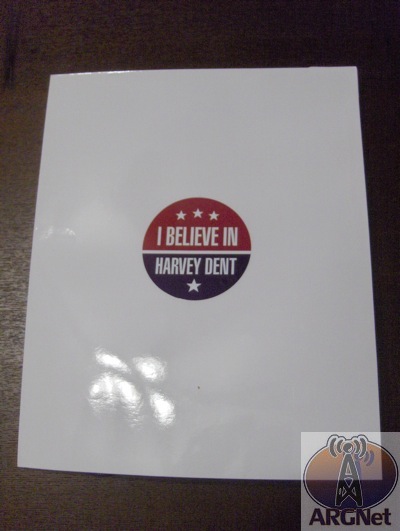 I BELIEVE IN
HARVEY DENT
ARGNet